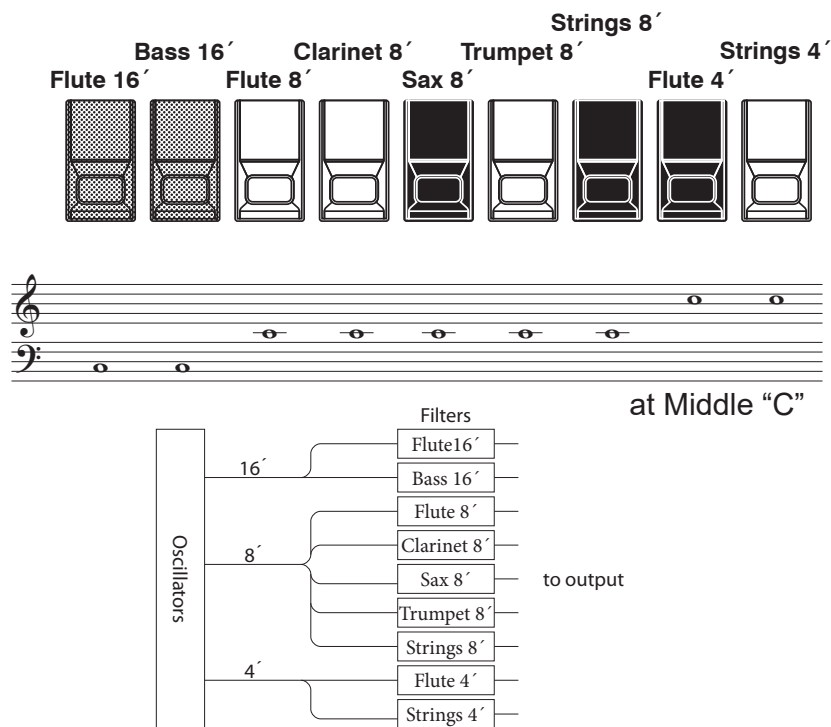 Strings 8´
Bass 16´ Clarinet 8´ Trumpet 8´ Strings 4´
Flute 16´ Flute 8´ Sax 8´ Flute 4´
at Middle “C”
Filters
Flute16´
16´
Bass 16´
Flute 8´
Clarinet 8´
8´
Oscillators
Sax 8´ to output
Trumpet 8´
Strings 8´
4´
Flute 4´
Strings 4´